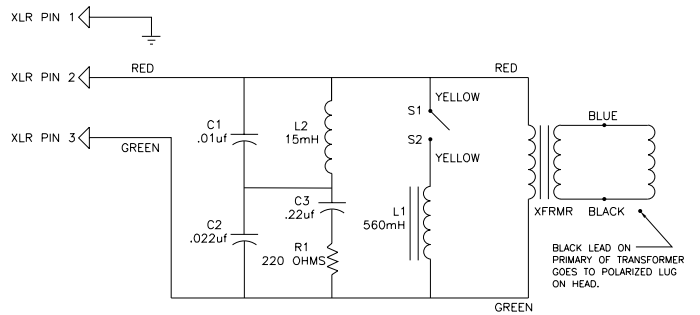 XLR PIN 1
XLR PIN 2
RED
RED
XLR PIN 3
GREEN
C1
.01uf
L2
15mH
S1
YELLOW
S2
YELLOW
BLUE
C2
.022uf
C3
.22uf
R1
220 OHMS
L1
560mH
XFRMR
BLACK
BLACK LEAD ON
PRIMARY OF TRANSFORMER
GOES TO POLARIZED LUG
ON HEAD.
GREEN